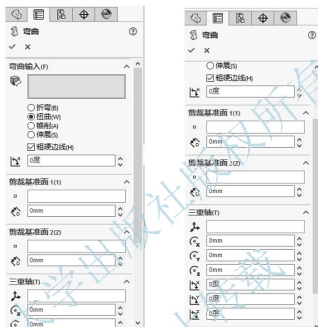 弯曲
弯曲输入(F)
折弯(B)
扭曲(W)
锥削(A)
伸展(S)
粗硬边线(H)
0度
剪裁基准面 1(1)
0mm
剪裁基准面 2(2)
0mm
三重轴(T)
0mm
0mm
弯曲
伸展(S)
粗硬边线(H)
0度
剪裁基准面 1(1)
0mm
剪裁基准面 2(2)
0mm
三重轴(T)
0mm
0mm
0mm
0度
0度
0度